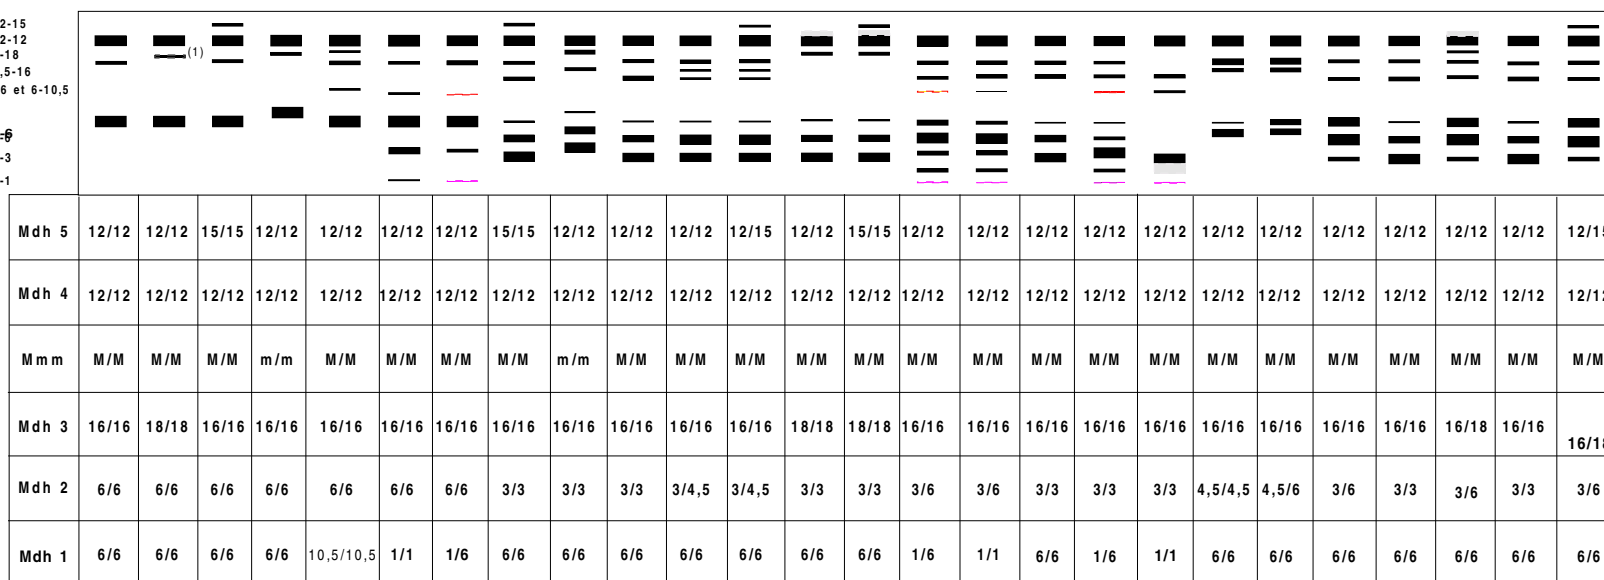 2-15
2-12
-18
(1)
,5-16
6 et 6-10,5
-6
-3
-1
Mdh 5 12/12 12/12 15/15 12/12 12/12 12/12 12/12 15/15 12/12 12/12 12/12 12/15 12/12 15/15 12/12 12/12 12/12 12/12 12/12 12/12 12/12 12/12 12/12 12/12 12/12 12/15
Mdh 4 12/12 12/12 12/12 12/12 12/12 12/12 12/12 12/12 12/12 12/12 12/12 12/12 12/12 12/12 12/12 12/12 12/12 12/12 12/12 12/12 12/12 12/12 12/12 12/12 12/12 12/12
Mmm M/M M/M M/M m/m M/M M/M M/M M/M m/m M/M M/M M/M M/M M/M M/M M/M M/M M/M M/M M/M M/M M/M M/M M/M M/M M/M
Mdh 3 16/16 18/18 16/16 16/16 16/16 16/16 16/16 16/16 16/16 16/16 16/16 16/16 18/18 18/18 16/16 16/16 16/16 16/16 16/16 16/16 16/16 16/16 16/16 16/18 16/16 16/18
Mdh 2 6/6 6/6 6/6 6/6 6/6 6/6 6/6 3/3 3/3 3/3 3/4,5 3/4,5 3/3 3/3 3/6 3/6 3/3 3/3 3/3 4,5/4,5 4,5/6 3/6 3/3 3/6 3/3 3/6
Mdh 1 6/6 6/6 6/6 6/6 10,5/10,5 1/1 1/6 6/6 6/6 6/6 6/6 6/6 6/6 6/6 1/6 1/1 6/6 1/6 1/1 6/6 6/6 6/6 6/6 6/6 6/6 6/6